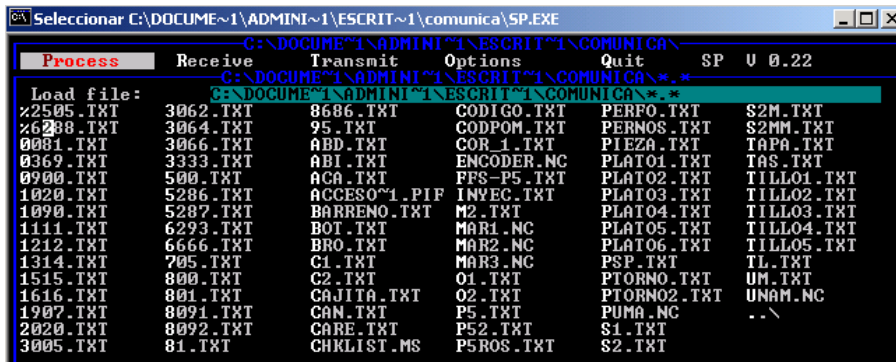 Seleccionar C:\DOCUME~1\ADMINI~1\ESCRIT~1\comunica\SP.EXE
C:\DOCUME~1\ADMINI~1\ESCRIT~1\COMUNICA\
Process Receive Transmit Options Quit SP V 0.22
C:\DOCUME~1\ADMINI~1\ESCRIT~1\COMUNICA\*.*
Load file: C:\DOCUME~1\ADMINI~1\ESCRIT~1\COMUNICA\*.*
%2505.TXT 3062.TXT 8686.TXT CODIGO.TXT PERFO.TXT S2M.TXT
%6288.TXT 3064.TXT 95.TXT CODPOM.TXT PERNOS.TXT S2MM.TXT
0081.TXT 3066.TXT ABD.TXT COR_1.TXT PIEZA.TXT TAPA.TXT
0369.TXT 3333.TXT ABI.TXT ENCODER.NC PLATO1.TXT TAS.TXT
0900.TXT 500.TXT ACA.TXT FFS-P5.TXT PLATO2.TXT TILLO1.TXT
1020.TXT 5286.TXT ACCESO~1.PIF INYEC.TXT PLATO3.TXT TILLO2.TXT
1090.TXT 5287.TXT BARRENO.TXT M2.TXT PLATO4.TXT TILLO3.TXT
1111.TXT 6293.TXT BOT.TXT MAR1.NC PLATO5.TXT TILLO4.TXT
1212.TXT 6666.TXT BRO.TXT MAR2.NC PLATO6.TXT TILLO5.TXT
1314.TXT 705.TXT C1.TXT MAR3.NC PSP.TXT TL.TXT
1515.TXT 800.TXT C2.TXT O1.TXT PTORNO.TXT UM.TXT
1616.TXT 801.TXT CAJITA.TXT O2.TXT PTORNO2.TXT UNAM.NC
1907.TXT 8091.TXT CAN.TXT P5.TXT PUMA.NC ..\
2020.TXT 8092.TXT CARE.TXT P52.TXT S1.TXT
3005.TXT 81.TXT CHKLIST.MS P5ROS.TXT S2.TXT